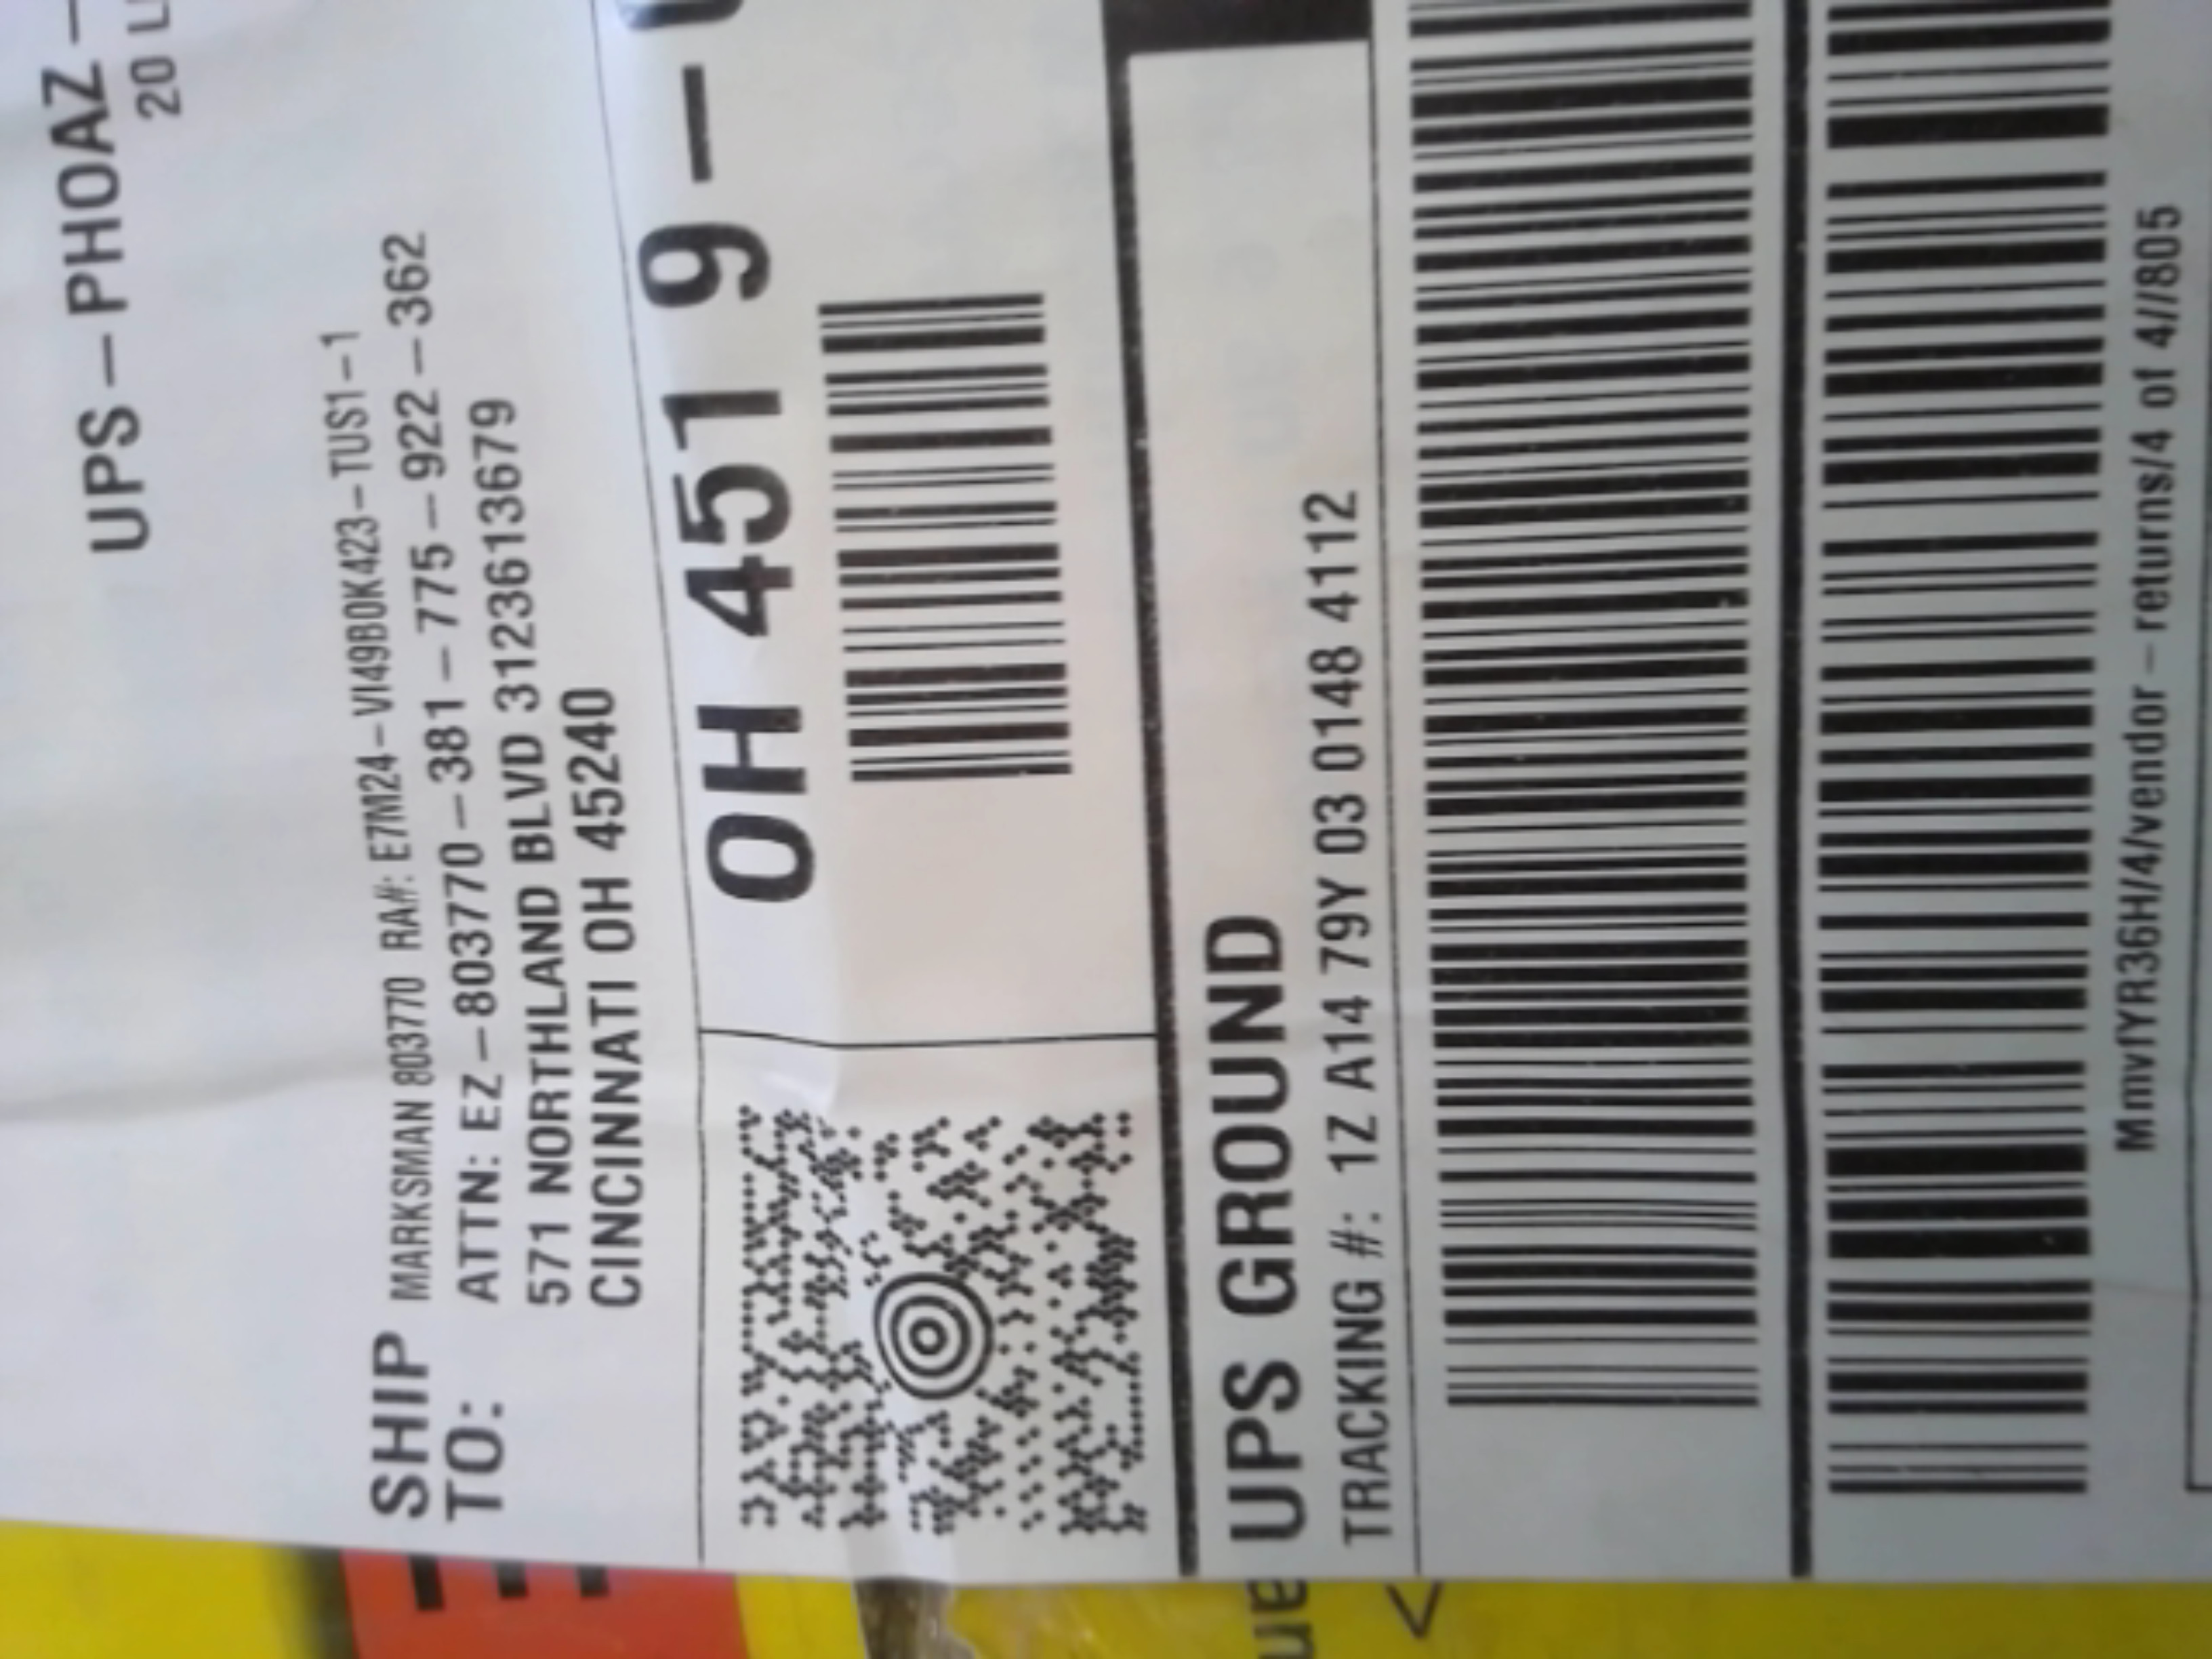 UPS-PHOAZ-
20 L
SHIP TO:
MARKSMAN 803770 RA#: E7M24-VI49B0K423-TUS1-1
ATTN: EZ-803770-381-775-922-362
571 NORTHLAND BLVD 3123613679
CINCINNATI OH 45240
OH 451 9-
UPS GROUND
TRACKING #: 1Z A14 79Y 03 0148 4112
MmvfYR36H/4/vendor-returns/4 of 4//805